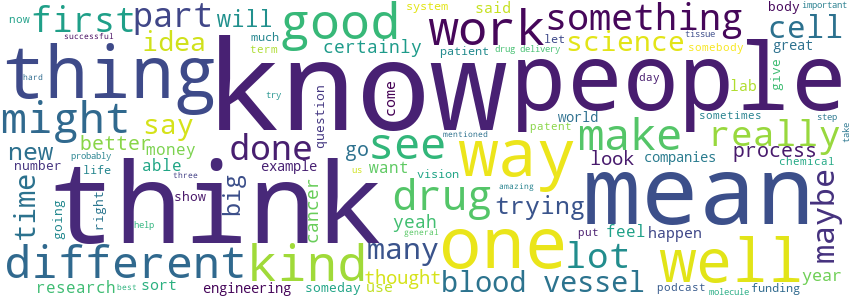 now first part will system said much let good work something science cell body important
successful idea certainly term patient drug delivery tissue somebody great
thing know people might say come question world day lab give
try hard sometimes step patent
new better money done go see way make really take
number able example want look companies process chemical
probably life mentioned us vision
three think time going right show big cancer yeah drug trying mean maybe
help amazing put feel happen
different kind many one lot well
general thought blood vessel year
research sort engineering someday use podcast funding
best molecule